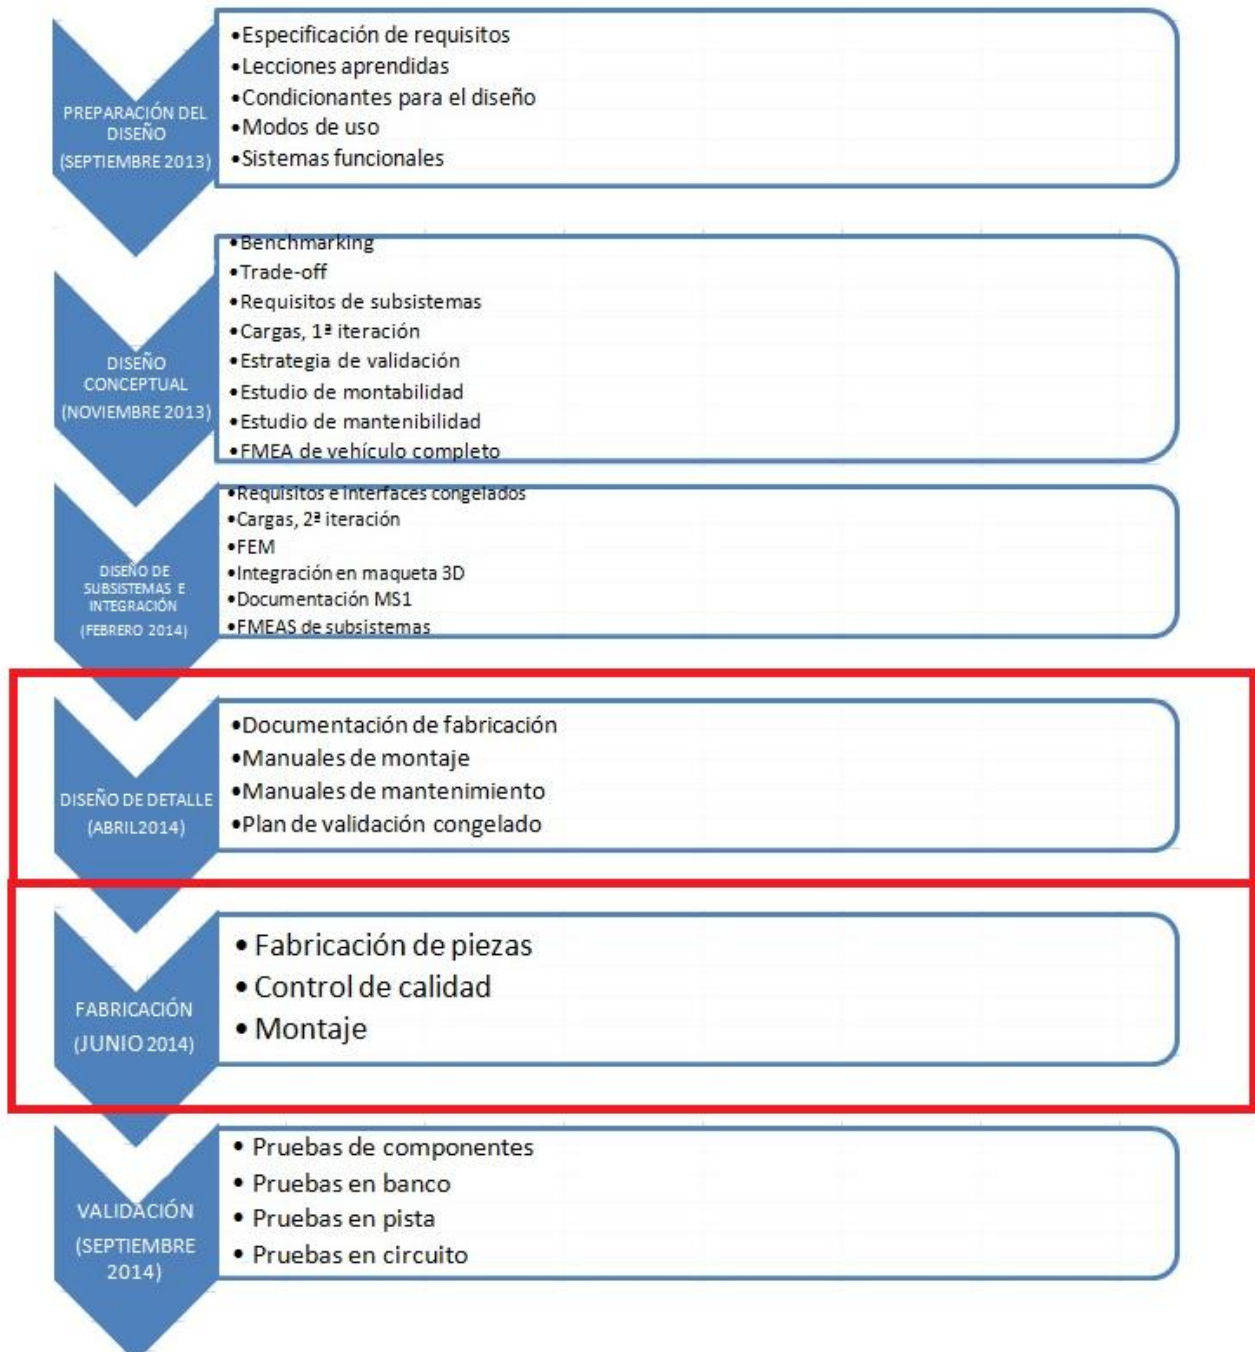 PREPARACIÓN DEL
DISEÑO
(SEPTIEMBRE 2013)
•Especificación de requisitos
•Lecciones aprendidas
•Condicionantes para el diseño
•Modos de uso
•Sistemas funcionales
DISEÑO
CONCEPTUAL
(NOVIEMBRE 2013)
•Benchmarking
•Trade-off
•Requisitos de subsistemas
•Cargas, 1ª iteración
•Estrategia de validación
•Estudio de montabilidad
•Estudio de mantenibilidad
•FMEA de vehículo completo
DISEÑO DE
SUBSISTEMAS E
INTEGRACIÓN
(FEBRERO 2014)
•Requisitos e interfaces congelados
•Cargas, 2ª iteración
•FEM
•Integración en maqueta 3D
•Documentación MS1
•FMEAS de subsistemas
DISEÑO DE DETALLE
(ABRIL2014)
•Documentación de fabricación
•Manuales de montaje
•Manuales de mantenimiento
•Plan de validación congelado
FABRICACIÓN
(JUNIO 2014)
• Fabricación de piezas
• Control de calidad
• Montaje
VALIDACIÓN
(SEPTIEMBRE
2014)
• Pruebas de componentes
• Pruebas en banco
• Pruebas en pista
• Pruebas en circuito